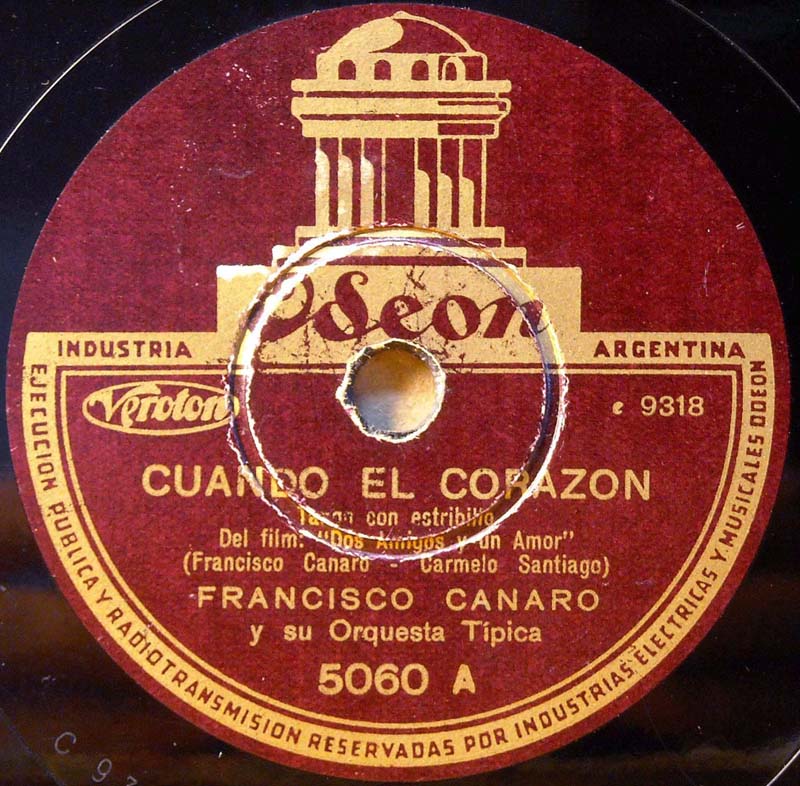 Odeon
INDUSTRIA ARGENTINA
Veroton
e 9318
CUANDO EL CORAZON
Tango con estribillo
Del film: "Dos Amigos y un Amor"
(Francisco Canaro - Carmelo Santiago)
FRANCISCO CANARO
y su Orquesta Típica
5060 A
EJECUCION PUBLICA Y RADIOTRANSMISION RESERVADAS POR INDUSTRIAS ELECTRICAS Y MUSICALES ODEON
C 93